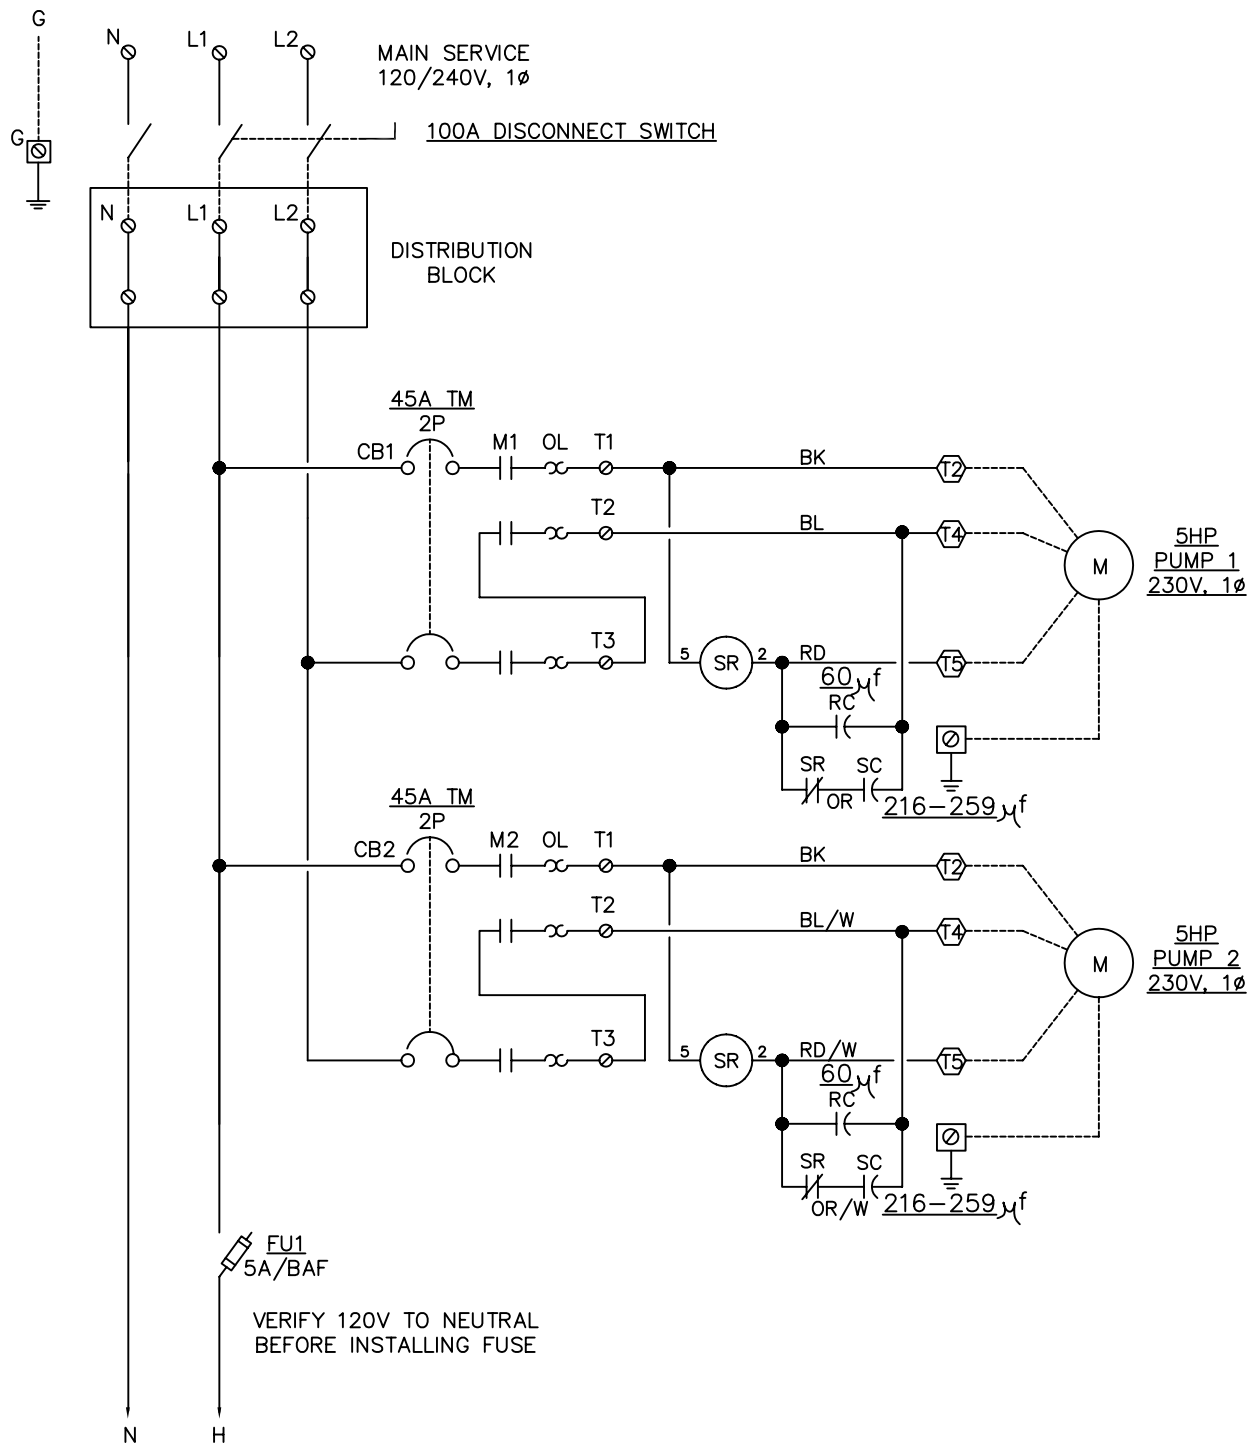 G
N
L1
L2
MAIN SERVICE
120/240V, 1ø
G
100A DISCONNECT SWITCH
N
L1
L2
DISTRIBUTION
BLOCK
45A TM
2P
CB1
M1
OL
T1
BK
T2
T2
BL
T4
5HP
PUMP 1
230V, 1ø
M
T3
5
SR
2
RD
T5
60 μf
RC
SR
SC
OR
216-259 μf
45A TM
2P
CB2
M2
OL
T1
BK
T2
T2
BL/W
T4
5HP
PUMP 2
230V, 1ø
M
T3
5
SR
2
RD/W
T5
60 μf
RC
SR
SC
OR/W
216-259 μf
FU1
5A/BAF
VERIFY 120V TO NEUTRAL
BEFORE INSTALLING FUSE
N
H